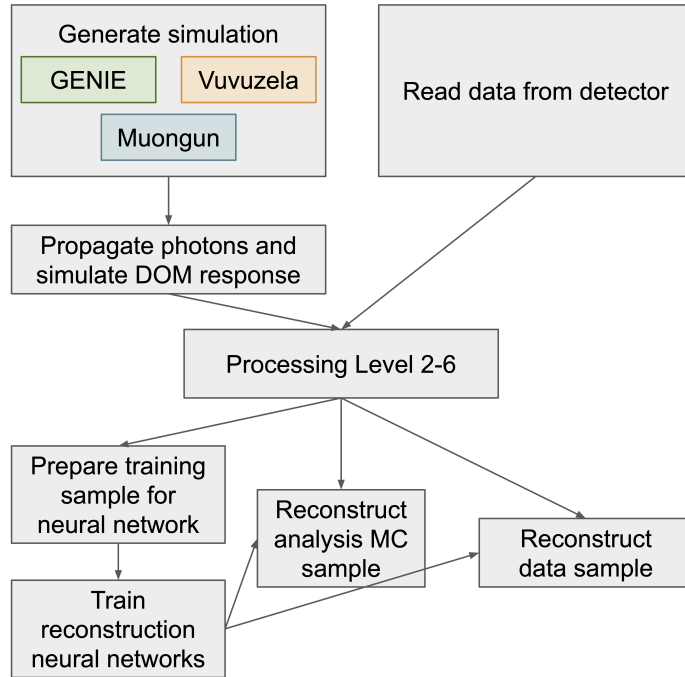 Generate simulation
GENIE
Vuvuzela
Muongun
Read data from detector
Propagate photons and
simulate DOM response
Processing Level 2-6
Prepare training
sample for
neural network
Reconstruct
analysis MC
sample
Reconstruct
data sample
Train
reconstruction
neural networks